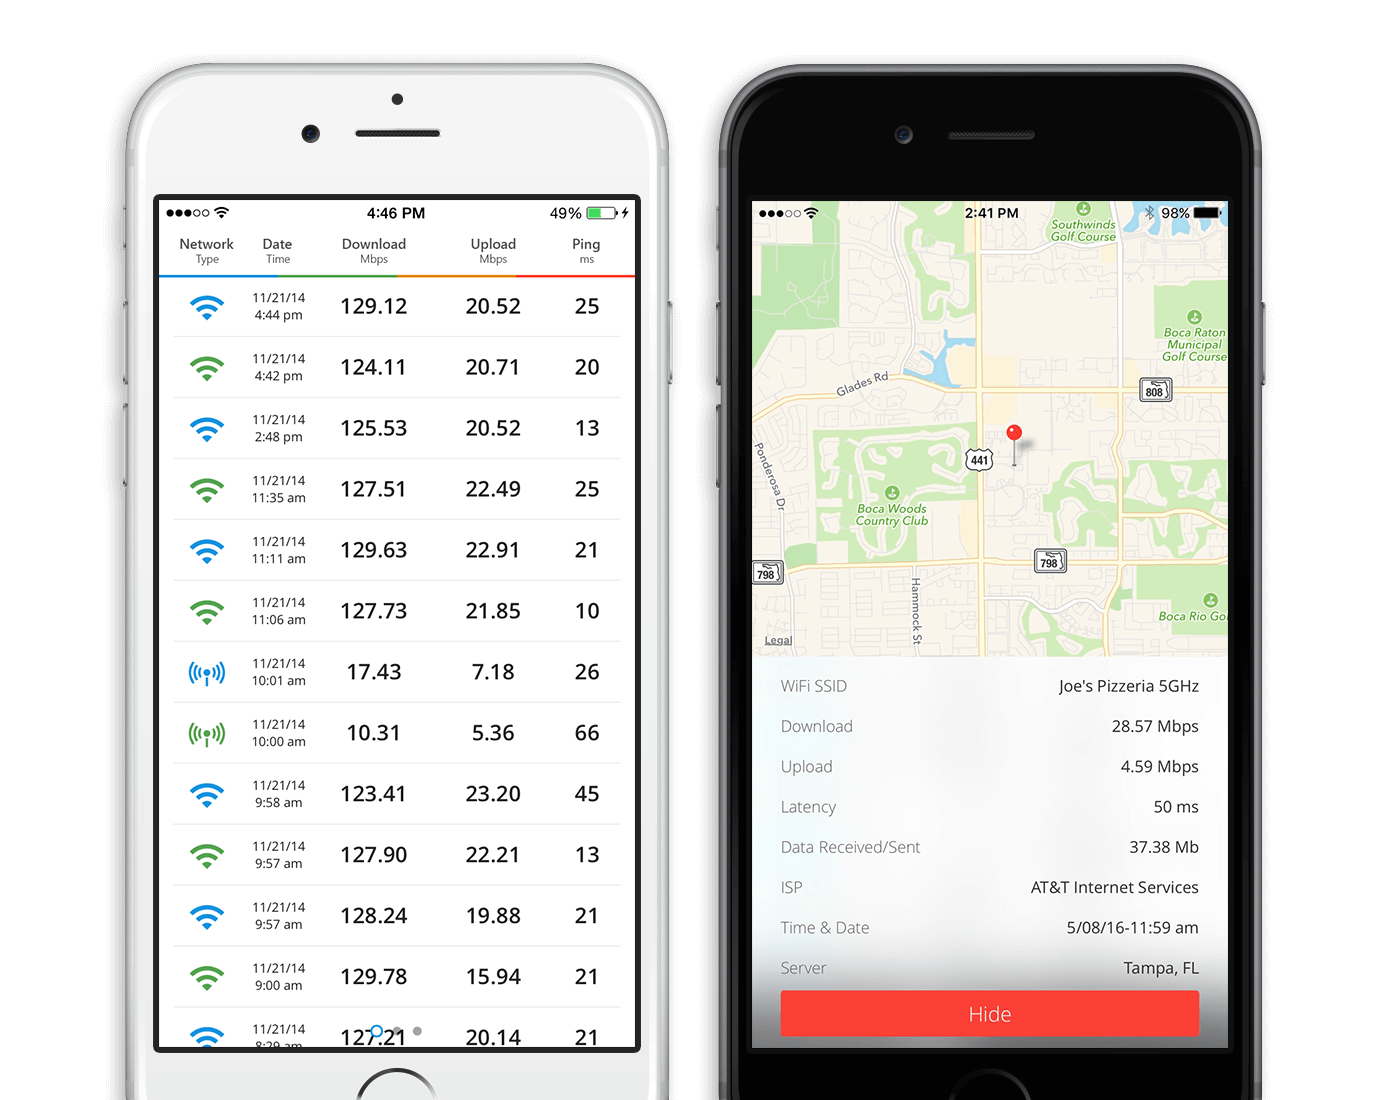 4:46 PM
49%
Network Date Download Upload Ping
Type Time Mbps Mbps ms
11/21/14
4:44 pm
129.12 20.52 25
11/21/14
4:42 pm
124.11 20.71 20
11/21/14
2:48 pm
125.53 20.52 13
11/21/14
11:35 am
127.51 22.49 25
11/21/14
11:11 am
129.63 22.91 21
11/21/14
11:06 am
127.73 21.85 10
11/21/14
10:01 am
17.43 7.18 26
11/21/14
10:00 am
10.31 5.36 66
11/21/14
9:58 am
123.41 23.20 45
11/21/14
9:57 am
127.90 22.21 13
11/21/14
9:57 am
128.24 19.88 21
11/21/14
9:00 am
129.78 15.94 21
11/21/14
8:29 am
127.21 20.14 21
2:41 PM
98%
Southwinds
Golf Course
Boca Raton
Municipal
Golf Course
Glades Rd
808
441
Ponderosa Dr
Boca Woods
Country Club
798
798
Hammock St
Boca Rio Go
Legal
WiFi SSID Joe's Pizzeria 5GHz
Download 28.57 Mbps
Upload 4.59 Mbps
Latency 50 ms
Data Received/Sent 37.38 Mb
ISP AT&T Internet Services
Time & Date 5/08/16-11:59 am
Server Tampa, FL
Hide